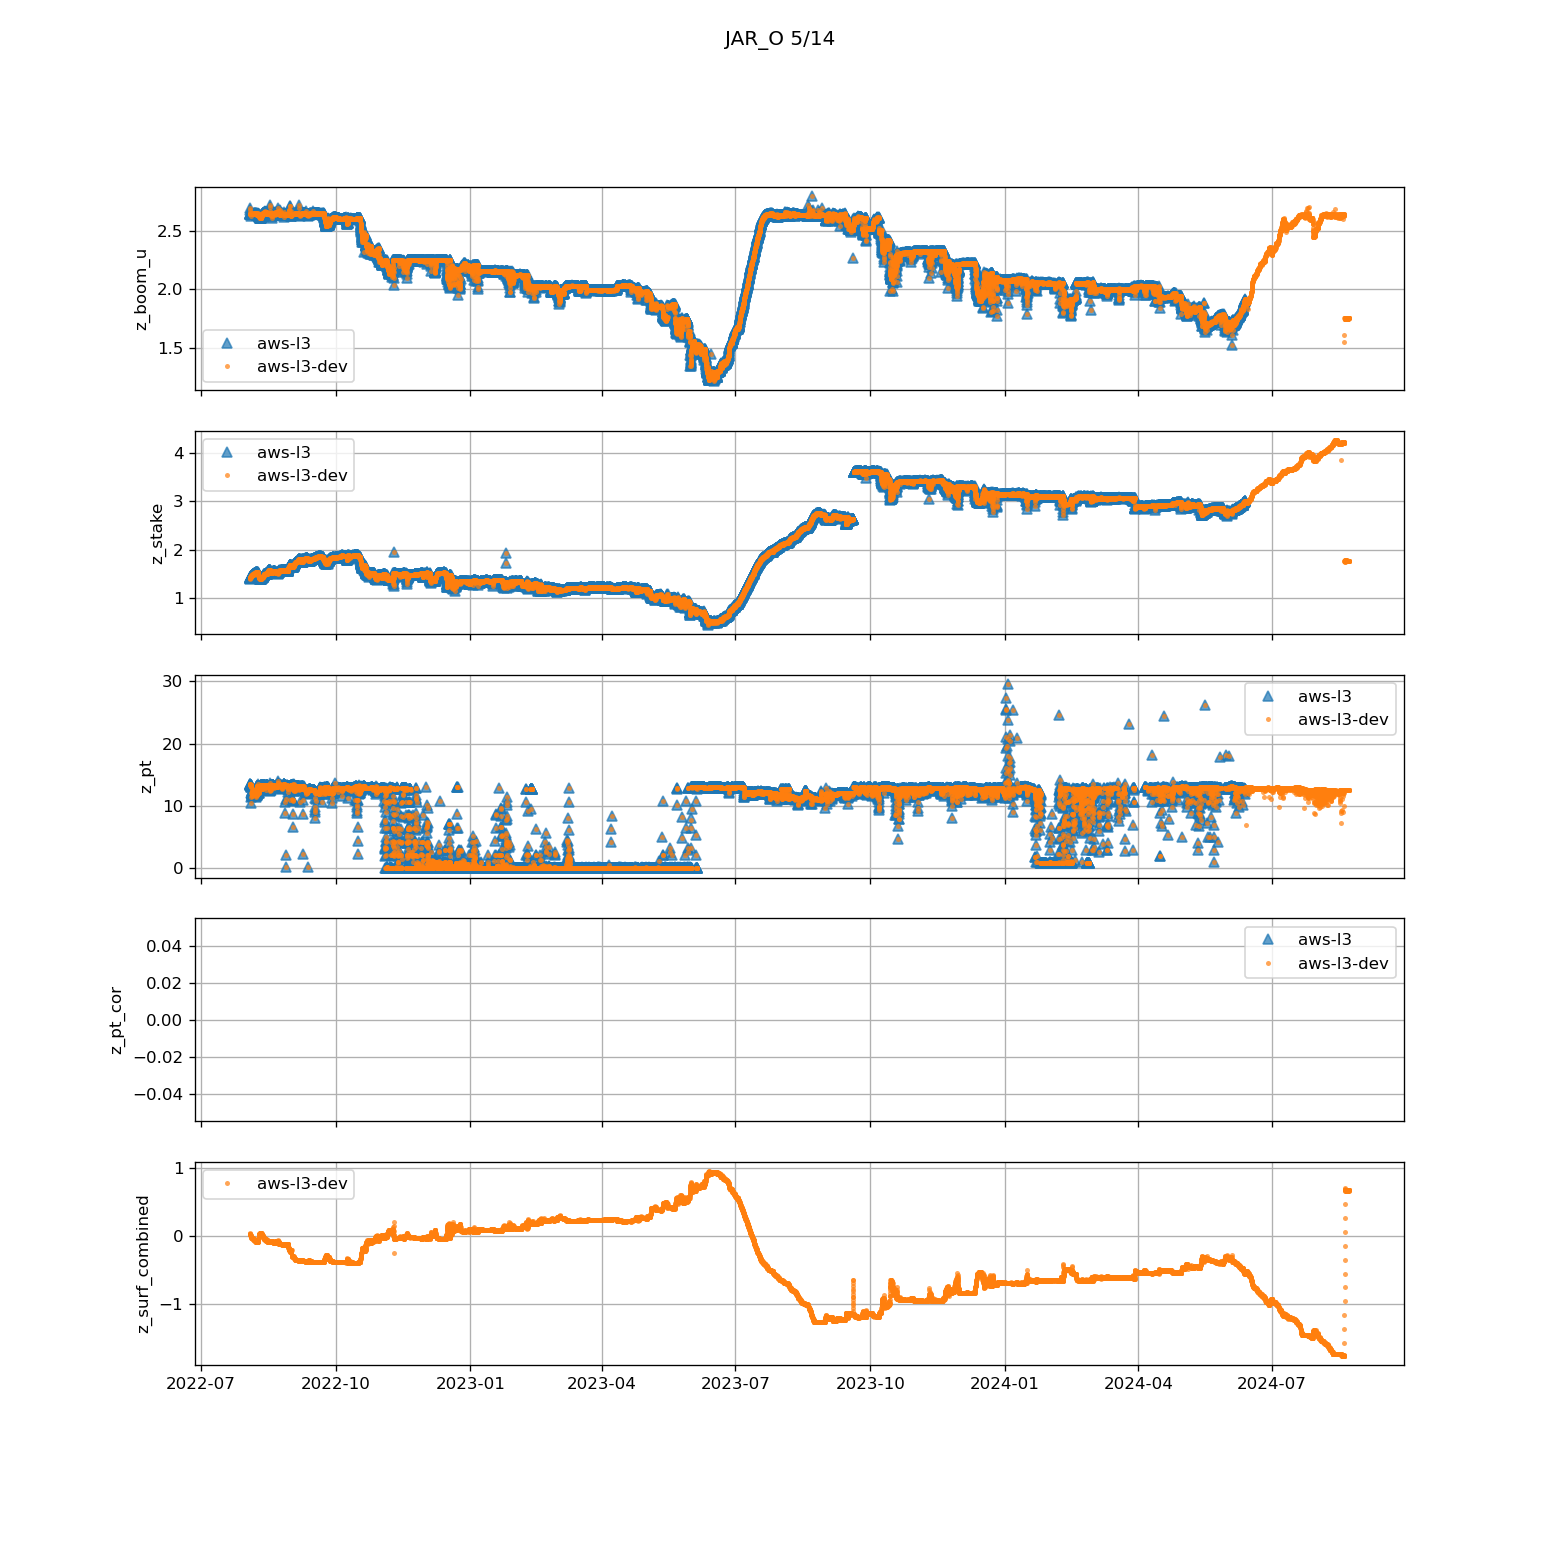 JAR_O 5/14
z_boom_u
2.5
2.0
1.5
aws-l3
aws-l3-dev
z_stake
4
3
2
1
aws-l3
aws-l3-dev
z_pt
30
20
10
0
aws-l3
aws-l3-dev
z_pt_cor
0.04
0.02
0.00
−0.02
−0.04
aws-l3
aws-l3-dev
z_surf_combined
1
0
−1
aws-l3-dev
2022-07 2022-10 2023-01 2023-04 2023-07 2023-10 2024-01 2024-04 2024-07